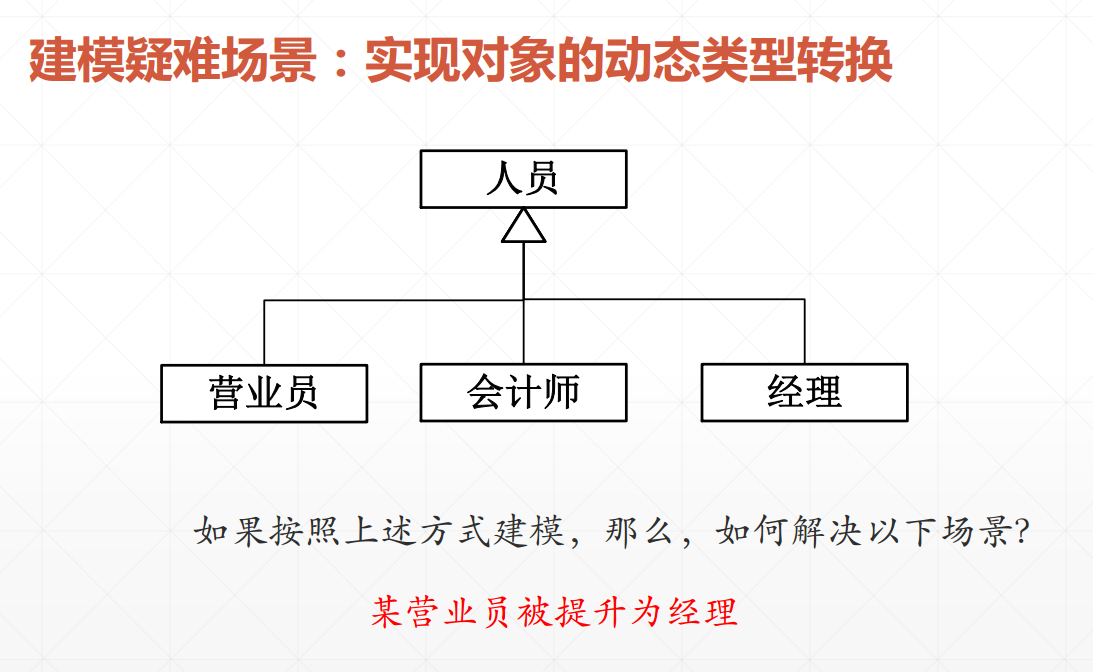 建模疑难场景：实现对象的动态类型转换
人员
营业员
会计师
经理
如果按照上述方式建模，那么，如何解决以下场景?
某营业员被提升为经理